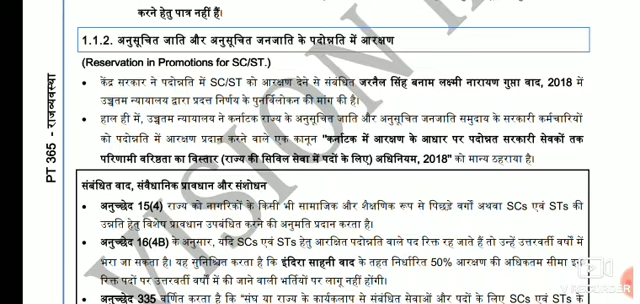 करने हेतु पात्र नहीं हैं।
1.1.2. अनुसूचित जाति और अनुसूचित जनजाति के पदोन्नति में आरक्षण
(Reservation in Promotions for SC/ST.)
• केंद्र सरकार ने पदोन्नति में SC/ST को आरक्षण देने से संबंधित जरनैल सिंह बनाम लक्ष्मी नारायण गुप्ता वाद, 2018 में
उच्चतम न्यायालय द्वारा प्रदत्त निर्णय के पुनर्विलोकन की मांग की है।
• हाल ही में, उच्चतम न्यायालय ने कर्नाटक राज्य के अनुसूचित जाति और अनुसूचित जनजाति समुदाय के सरकारी कर्मचारियों
को पदोन्नति में आरक्षण प्रदान करने वाले एक कानून "कर्नाटक में आरक्षण के आधार पर पदोन्नत सरकारी सेवकों तक
परिणामी वरिष्ठता का विस्तार (राज्य की सिविल सेवा में पदों के लिए) अधिनियम, 2018" को मान्य ठहराया है।
संबंधित वाद, संवैधानिक प्रावधान और संशोधन
• अनुच्छेद 15(4) राज्य को नागरिकों के किसी भी सामाजिक और शैक्षणिक रूप से पिछड़े वर्गों अथवा SCs एवं STs की
उन्नति हेतु विशेष प्रावधान उपबंधित करने की अनुमति प्रदान करता है।
• अनुच्छेद 16(4B) के अनुसार, यदि SCs एवं STs हेतु आरक्षित पदोन्नति वाले पद रिक्त रह जाते हैं तो उन्हें उत्तरवर्ती वर्षों में
भरा जा सकता है। यह सुनिश्चित करता है कि इंदिरा साहनी वाद के तहत निर्धारित 50% आरक्षण की अधिकतम सीमा इन
रिक्त पदों पर उत्तरवर्ती वर्षों में की जाने वाली भर्तियों पर लागू नहीं होंगी।
• अनुच्छेद 335 वर्णित करता है कि "संघ या राज्य के कार्यकलाप से संबंधित सेवाओं और पदों के लिए SCs एवं STs के
PT 365 - राजव्यवस्था
VISION
V RECORDER